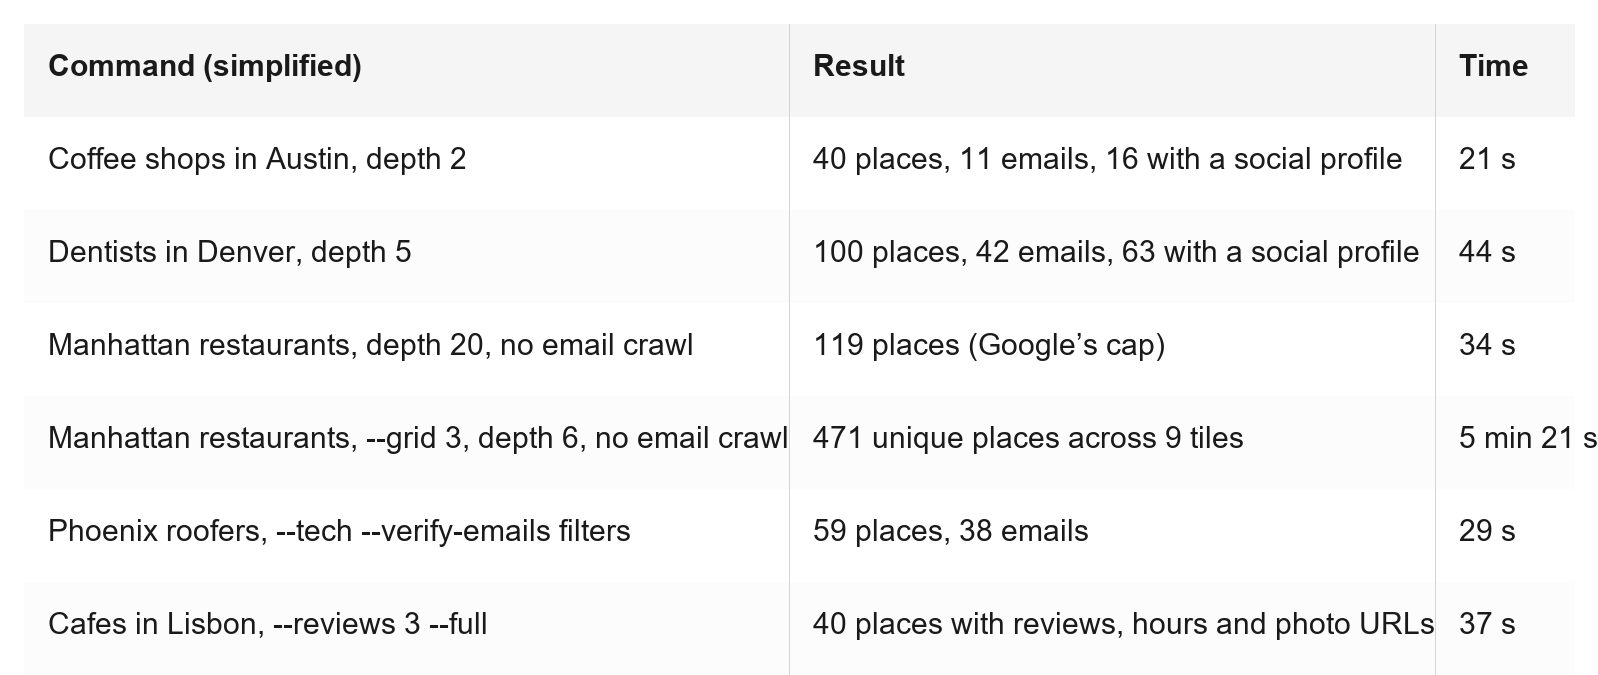 Command (simplified) Result Time
Coffee shops in Austin, depth 2 40 places, 11 emails, 16 with a social profile 21 s
Dentists in Denver, depth 5 100 places, 42 emails, 63 with a social profile 44 s
Manhattan restaurants, depth 20, no email crawl 119 places (Google’s cap) 34 s
Manhattan restaurants, --grid 3, depth 6, no email crawl 471 unique places across 9 tiles 5 min 21 s
Phoenix roofers, --tech --verify-emails filters 59 places, 38 emails 29 s
Cafes in Lisbon, --reviews 3 --full 40 places with reviews, hours and photo URLs 37 s